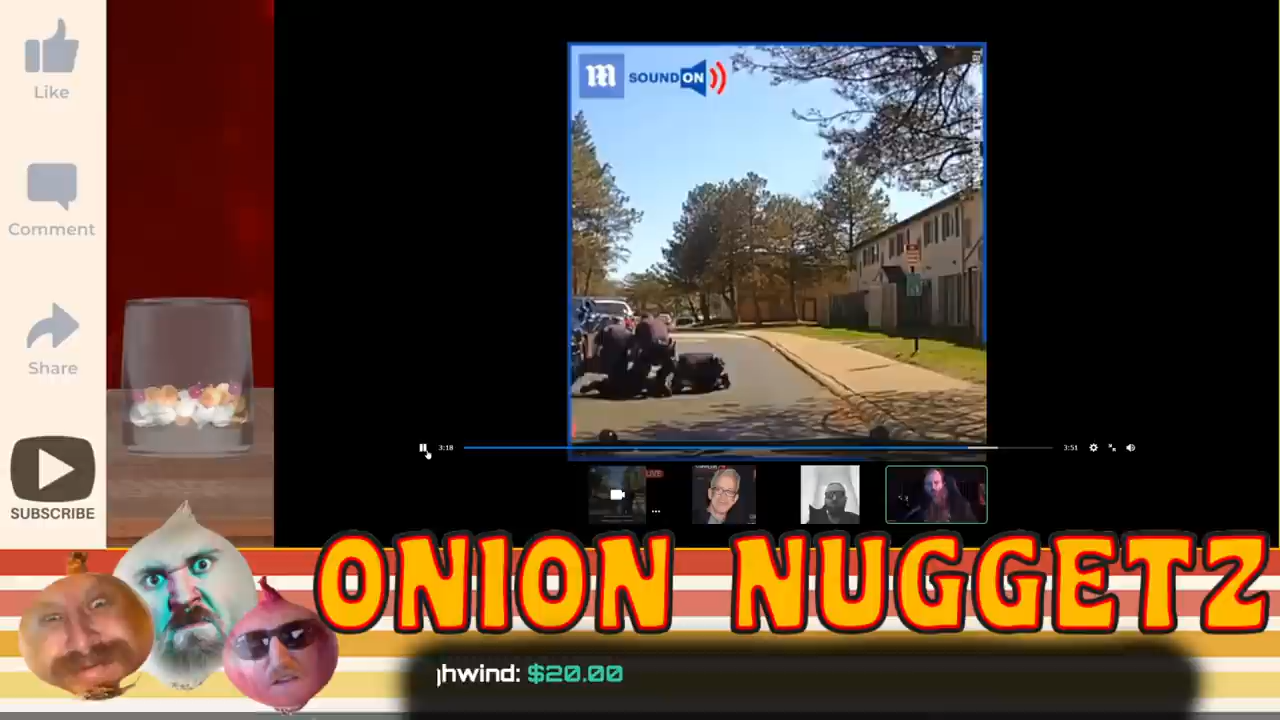 Like
Comment
Share
SUBSCRIBE
m SOUND ON
3:18
3:51
LIVE
...
ONION NUGGETZ
hwind: $20.00